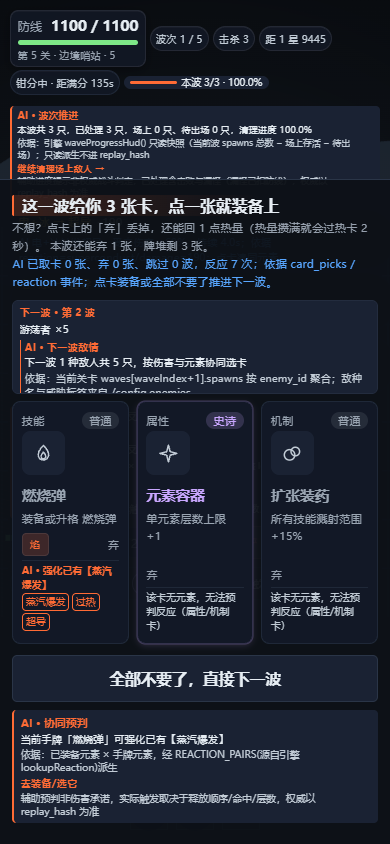 防线 1100 / 1100
第 5 关 · 边境哨站 · 5
波次 1 / 5
击杀 3
距 1 星 9445
钳分中 · 距满分 135s
本波 3/3 · 100.0%
AI • 波次推进
本波共 3 只，已处理 3 只，场上 0 只、待出场 0 只，清理进度 100.0%
依据：引擎 waveProgressHud() 只读快照（当前波 spawns 总数 − 场上存活 − 待出场）；只读派生不进 replay_hash
继续清理场上敌人 →
这一波给你 3 张卡，点一张就装备上
不想？点卡上的「弃」丢掉，还能回 1 点热量（热量攒满就会过热卡 2 秒）。本波还能弃 1 张，牌堆剩 3 张。
AI 已取卡 0 张、弃 0 张、跳过 0 波，反应 7 次；依据 card_picks / reaction 事件；点卡装备或全部不要了推进下一波。
下一波 · 第 2 波
游荡者 ×5
AI • 下一波敌情
下一波 1 种敌人共 5 只，按伤害与元素协同选卡
依据：当前关卡 waves[waveIndex+1].spawns 按 enemy_id 聚合；敌种
技能 普通
燃烧弹
装备或升格 燃烧弹
焰 弃
AI • 强化已有【蒸汽爆发】
蒸汽爆发 过热
超导
属性 史诗
元素容器
单元素层数上限 +1
弃
该卡无元素，无法预判反应（属性/机制卡）
机制 普通
扩张装药
所有技能溅射范围 +15%
弃
该卡无元素，无法预判反应（属性/机制卡）
全部不要了，直接下一波
AI • 协同预判
当前手牌「燃烧弹」可强化已有【蒸汽爆发】
依据：已装备元素 × 手牌元素，经 REACTION_PAIRS(源自引擎 lookupReaction)派生
去装备/选它
辅助预判非伤害承诺，实际触发取决于释放顺序/命中/层数，权威以 replay_hash 为准